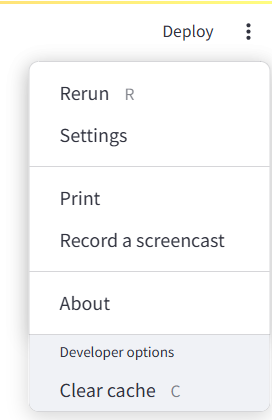 Deploy
Rerun R
Settings
Print
Record a screencast
About
Developer options
Clear cache C